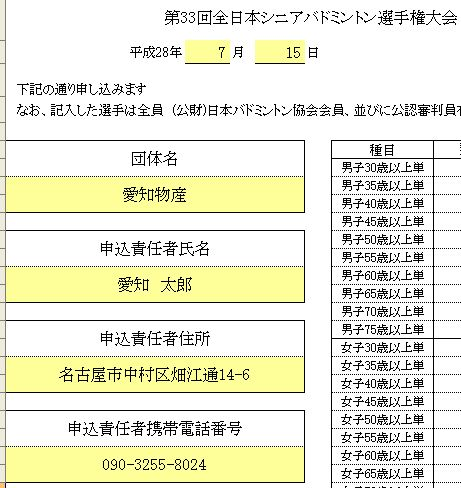 第33回全日本シニアバドミントン選手権大会
平成28年 7 月 15 日
下記の通り申し込みます
なお、記入した選手は全員 (公財)日本バドミントン協会会員、並びに公認審判員
団体名
愛知物産
申込責任者氏名
愛知 太郎
申込責任者住所
名古屋市中村区畑江通14-6
申込責任者携帯電話番号
090-3255-8024
種目
男子30歳以上単
男子35歳以上単
男子40歳以上単
男子45歳以上単
男子50歳以上単
男子55歳以上単
男子60歳以上単
男子65歳以上単
男子70歳以上単
男子75歳以上単
女子30歳以上単
女子35歳以上単
女子40歳以上単
女子45歳以上単
女子50歳以上単
女子55歳以上単
女子60歳以上単
女子65歳以上単